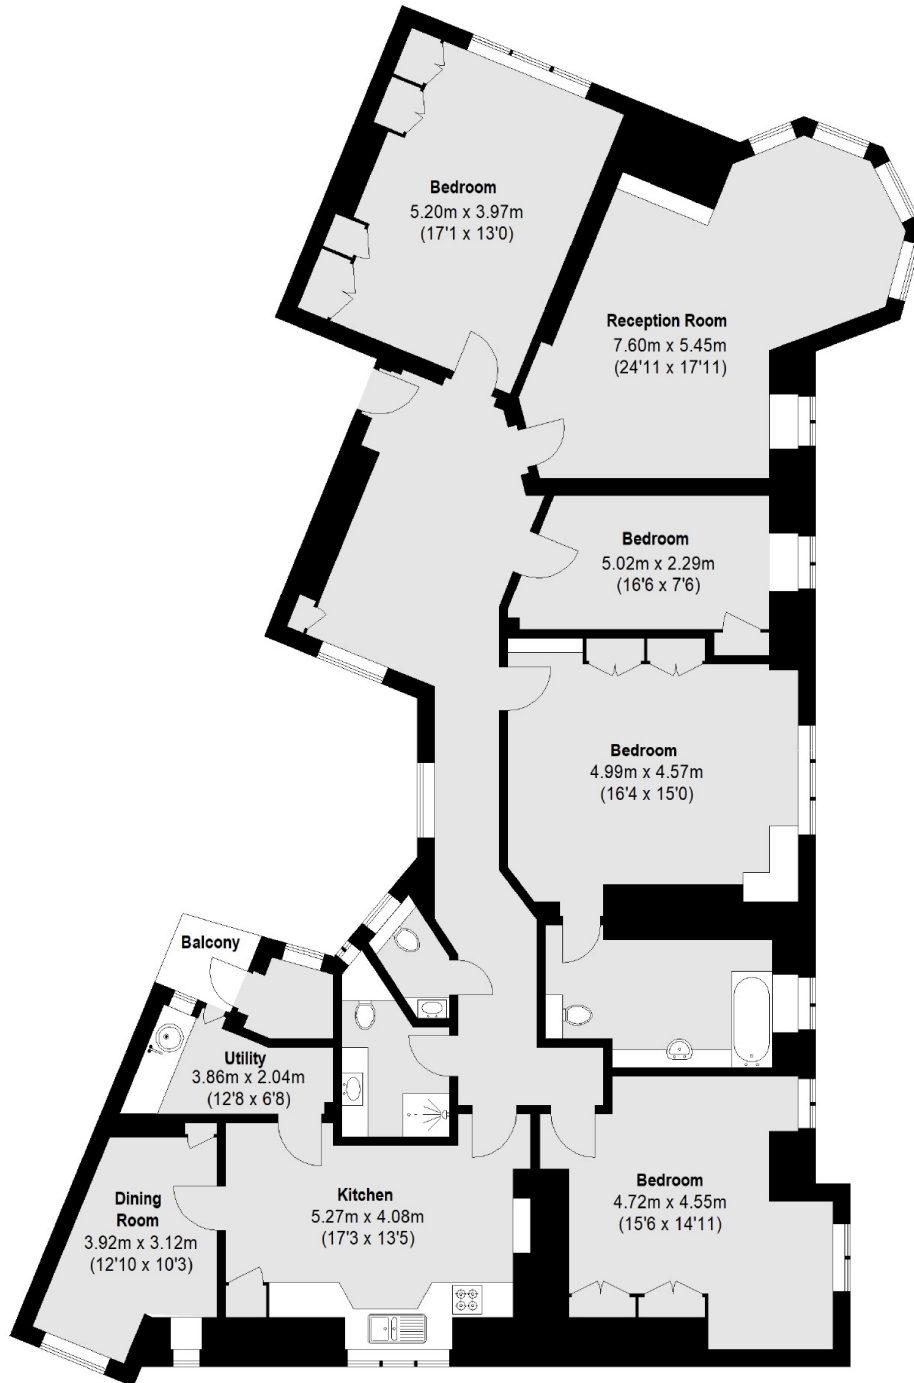 Bedroom
5.20m x 3.97m
(17'1 x 13'0)
Reception Room
7.60m x 5.45m
(24'11 x 17'11)
Bedroom
5.02m x 2.29m
(16'6 x 7'6)
Bedroom
4.99m x 4.57m
(16'4 x 15'0)
Balcony
Utility
3.86m x 2.04m
(12'8 x 6'8)
Dining
Room
3.92m x 3.12m
(12'10 x 10'3)
Kitchen
5.27m x 4.08m
(17'3 x 13'5)
Bedroom
4.72m x 4.55m
(15'6 x 14'11)